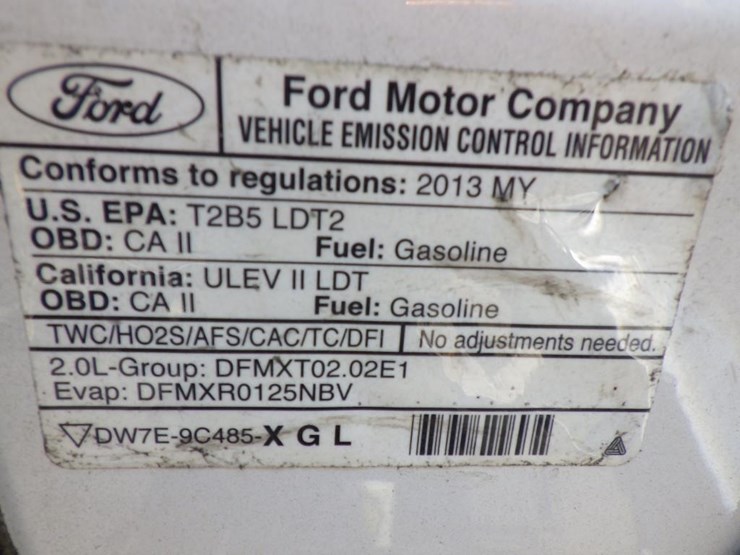 Ford
Ford Motor Company
VEHICLE EMISSION CONTROL INFORMATION
Conforms to regulations: 2013 MY
U.S. EPA: T2B5 LDT2
OBD: CA II Fuel: Gasoline
California: ULEV II LDT
OBD: CA II Fuel: Gasoline
TWC/HO2S/AFS/CAC/TC/DFI No adjustments needed.
2.0L-Group: DFMXT02.02E1
Evap: DFMXR0125NBV
DW7E-9C485-X G L